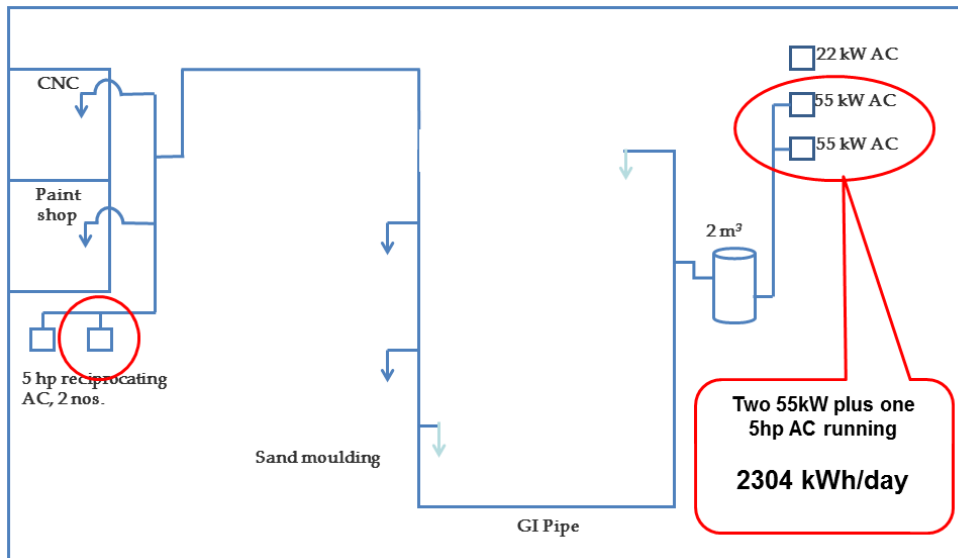 22 kW AC
CNC
55 kW AC
55 kW AC
Paint
shop
2 m³
5 hp reciprocating
AC, 2 nos.
Two 55kW plus one
5hp AC running
2304 kWh/day
Sand moulding
GI Pipe